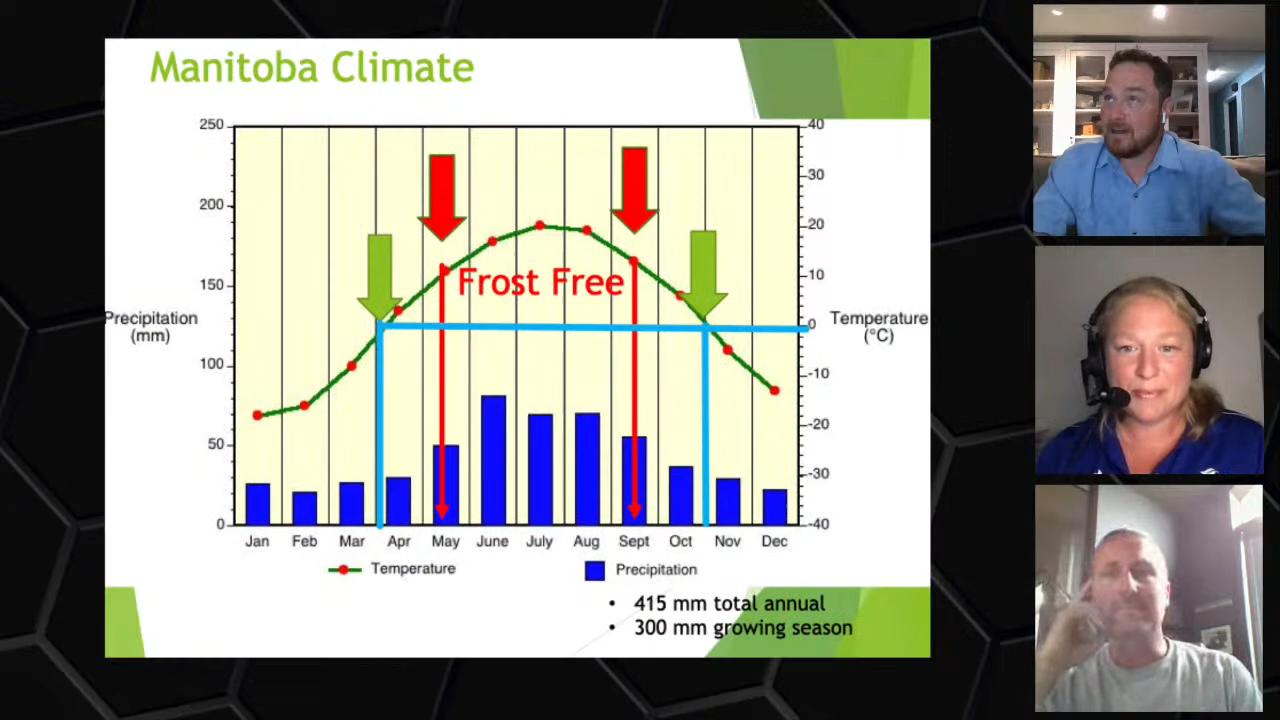 Manitoba Climate
250
200
150
100
50
0
Precipitation
(mm)
40
30
20
10
0
-10
-20
-30
-40
Temperature
(°C)
Frost Free
Jan Feb Mar Apr May June July Aug Sept Oct Nov Dec
Temperature Precipitation
• 415 mm total annual
• 300 mm growing season